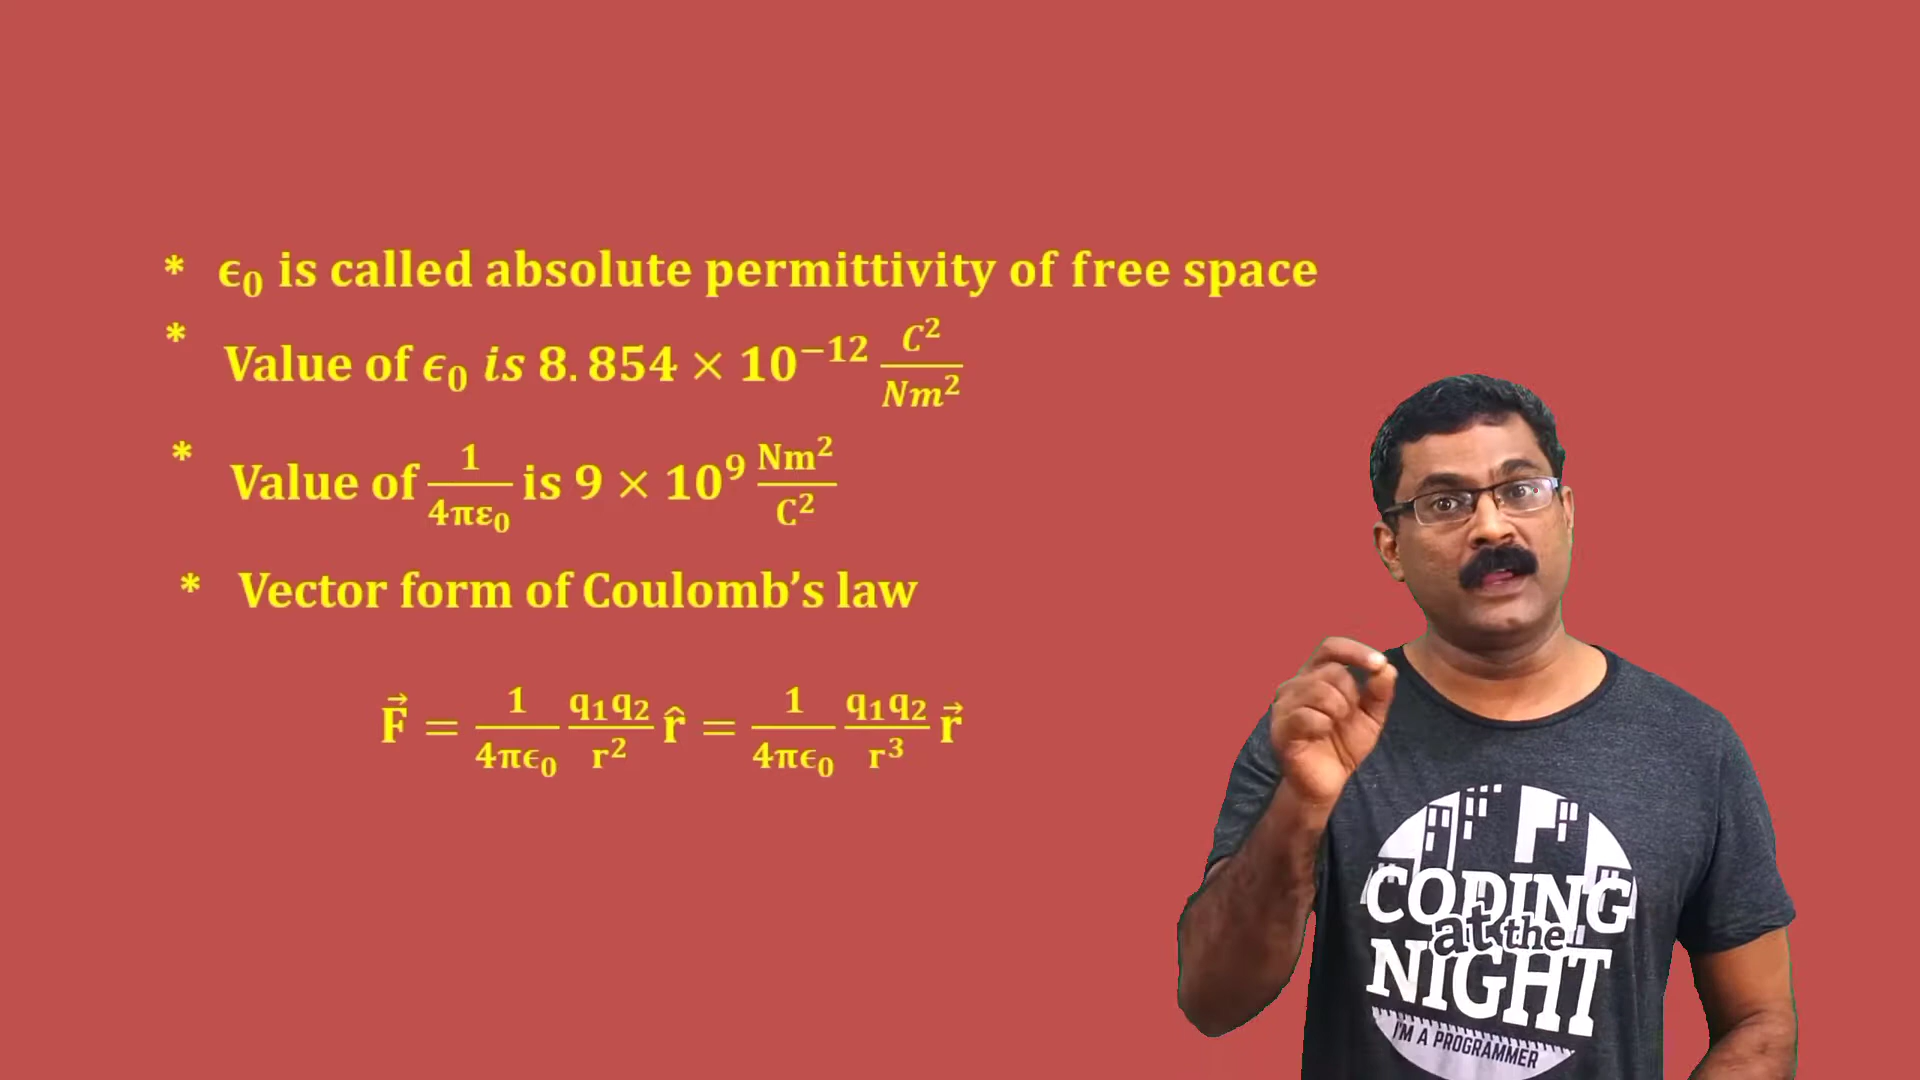 * ϵ₀ is called absolute permittivity of free space
* Value of ϵ₀ is 8.854 × 10⁻¹² C²/Nm²
* Value of 1/4πε₀ is 9 × 10⁹ Nm²/C²
* Vector form of Coulomb’s law
F⃗ = 1/4πϵ₀ q₁q₂/r² r̂ = 1/4πϵ₀ q₁q₂/r³ r⃗
CODING
at the
NIGHT
I'M A PROGRAMMER